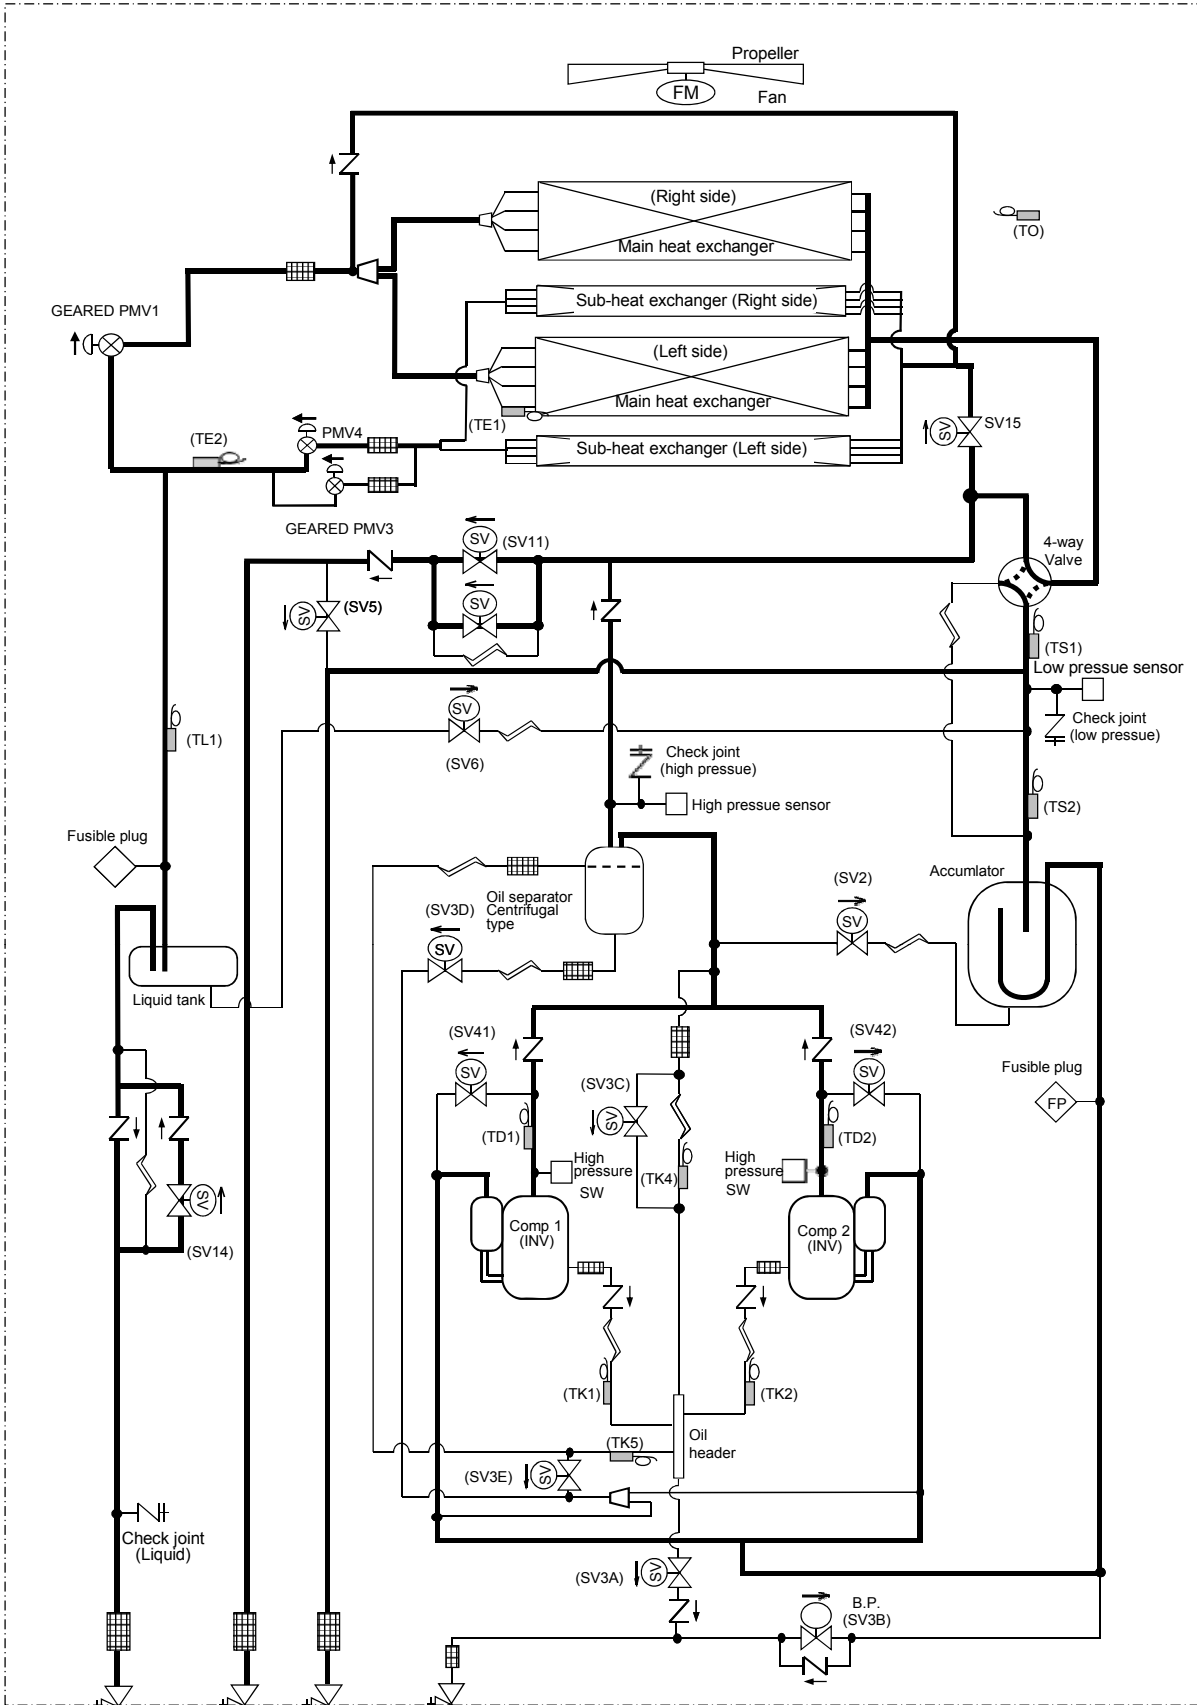 Propeller
FM
Fan
(Right side)
Main heat exchanger
(TO)
Sub-heat exchanger (Right side)
GEARED PMV1
(Left side)
Main heat exchanger
(TE1)
SV
SV15
(TE2)
PMV4
Sub-heat exchanger (Left side)
GEARED PMV3
SV
(SV11)
4-way
Valve
SV
(SV5)
SV
(TS1)
Low pressue sensor
SV
(SV6)
(TL1)
Check joint
(low pressue)
Check joint
(high pressue)
High pressue sensor
(TS2)
Fusible plug
Accumlator
(SV2)
SV
Oil separator
Centrifugal
type
(SV3D)
SV
Liquid tank
(SV41)
SV
(SV42)
SV
(SV3C)
SV
Fusible plug
FP
(TD1)
(TD2)
High
pressure
SW
(TK4)
High
pressure
SW
SV
(SV14)
Comp 1
(INV)
Comp 2
(INV)
(TK1)
(TK2)
Oil
header
(TK5)
(SV3E)
SV
Check joint
(Liquid)
(SV3A)
SV
B.P.
(SV3B)